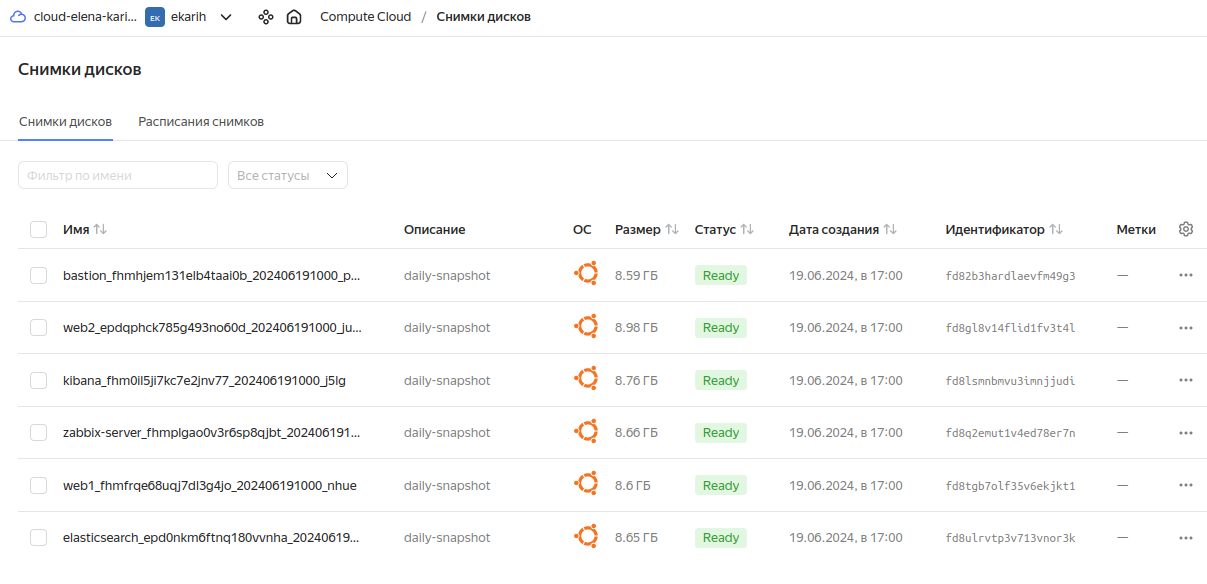 cloud-elena-kari... EK ekarih Compute Cloud / Снимки дисков
Снимки дисков
Снимки дисков Расписания снимков
Фильтр по имени Все статусы
Имя Описание ОС Размер Статус Дата создания Идентификатор Метки
bastion_fhmhjem131elb4taai0b_202406191000_p... daily-snapshot 8.59 ГБ Ready 19.06.2024, в 17:00 fd82b3hardlaevfm49g3 —
web2_epdqphck785g493no60d_202406191000_ju... daily-snapshot 8.98 ГБ Ready 19.06.2024, в 17:00 fd8gl8v14flid1fv3t4l —
kibana_fhm0il5ji7kc7e2jnv77_202406191000_j5lg daily-snapshot 8.76 ГБ Ready 19.06.2024, в 17:00 fd8lsmnbmvu3imnjjudi —
zabbix-server_fhmplgao0v3r6sp8qjbt_202406191... daily-snapshot 8.66 ГБ Ready 19.06.2024, в 17:00 fd8q2emut1v4ed78er7n —
web1_fhmfrqe68uqj7dl3g4jo_202406191000_nhue daily-snapshot 8.6 ГБ Ready 19.06.2024, в 17:00 fd8tgb7olf35v6ekjkt1 —
elasticsearch_epd0nkm6ftnq180vvnha_20240619... daily-snapshot 8.65 ГБ Ready 19.06.2024, в 17:00 fd8ulrvtp3v713vnor3k —